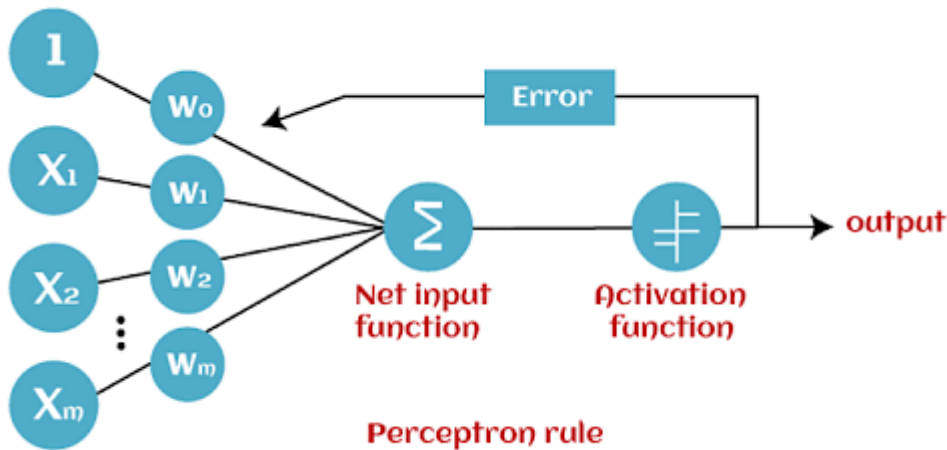 1
W₀
Error
X₁
W₁
Σ
output
X₂
W₂
Net input
function
Activation
function
Xₘ
Wₘ
Perceptron rule